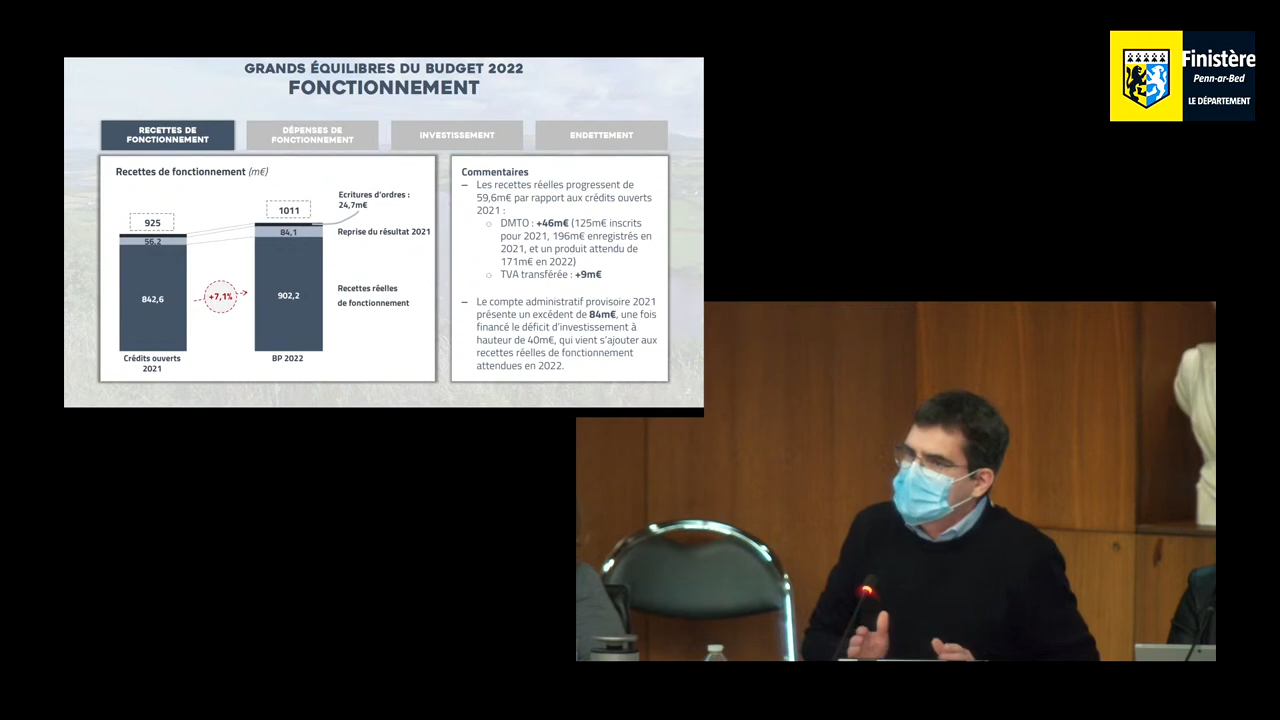 GRANDS ÉQUILIBRES DU BUDGET 2022
FONCTIONNEMENT
RECETTES DE
FONCTIONNEMENT
DÉPENSES DE
FONCTIONNEMENT
INVESTISSEMENT
ENDETTEMENT
Recettes de fonctionnement (m€)
Ecritures d'ordres :
24,7m€
925
1011
56,2
84,1
Reprise du résultat 2021
842,6
+7,1%
902,2
Recettes réelles
de fonctionnement
Crédits ouverts
2021
BP 2022
Commentaires
– Les recettes réelles progressent de
59,6m€ par rapport aux crédits ouverts
2021 :
○ DMTO : +46m€ (125m€ inscrits
pour 2021, 196m€ enregistrés en
2021, et un produit attendu de
171m€ en 2022)
○ TVA transférée : +9m€
– Le compte administratif provisoire 2021
présente un excédent de 84m€, une fois
financé le déficit d'investissement à
hauteur de 40m€, qui vient s'ajouter aux
recettes réelles de fonctionnement
attendues en 2022.
Finistère
Penn-ar-Bed
LE DÉPARTEMENT